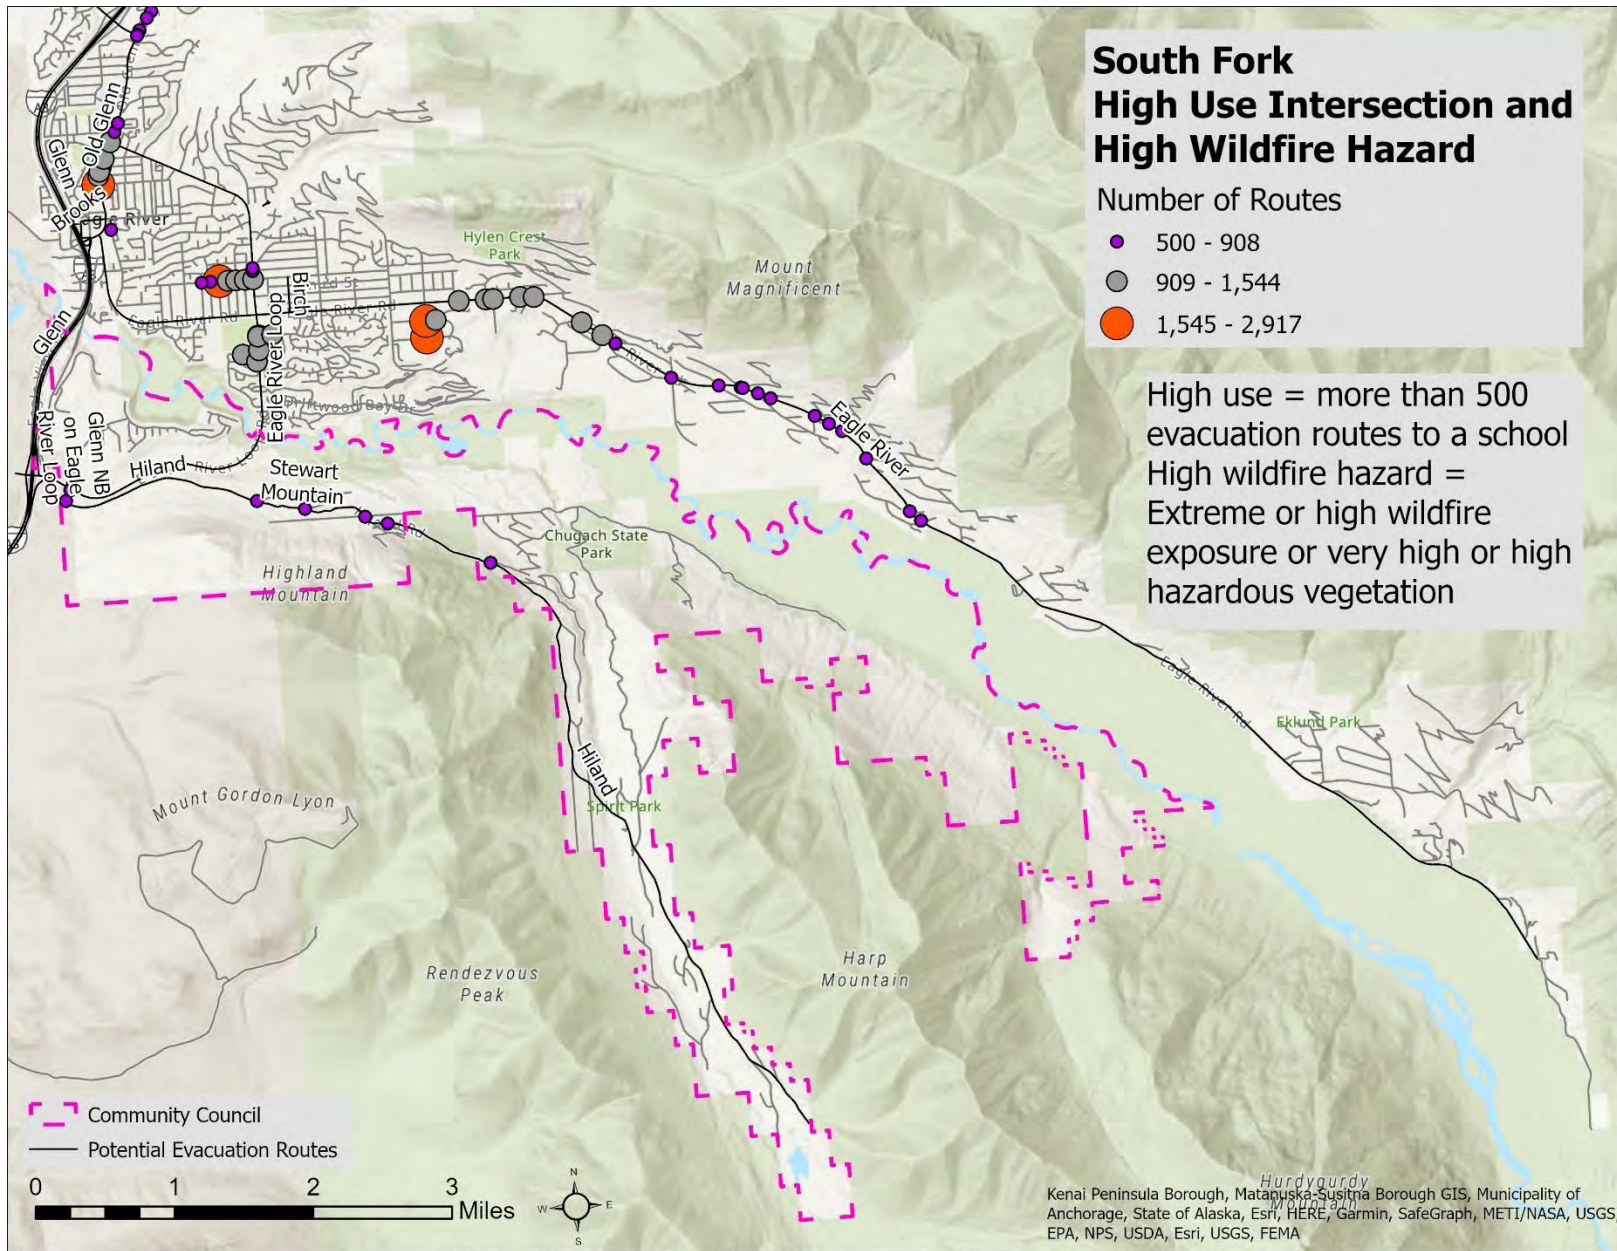 South Fork
High Use Intersection and
High Wildfire Hazard
Number of Routes
500 - 908
909 - 1,544
1,545 - 2,917
High use = more than 500
evacuation routes to a school
High wildfire hazard =
Extreme or high wildfire
exposure or very high or high
hazardous vegetation
Old Glenn
Glenn
Brooks
Eagle River
Hylen Crest
Park
Mount
Magnificent
Birch
Eagle River Rd
Eagle River Loop
Glenn
Driftwood Bay Dr
Eagle River
River Loop
Glenn NB
on Eagle
River Loop
Hiland
Stewart
Mountain
Chugach State
Park
Highland
Mountain
Eagle River Rd
Eklund Park
Hiland
Spirit Park
Mount Gordon Lyon
Rendezvous
Peak
Harp
Mountain
Hurdygurdy
Mountain
Community Council
Potential Evacuation Routes
0 1 2 3
Miles
N
W E
S
Kenai Peninsula Borough, Matanuska-Susitna Borough GIS, Municipality of
Anchorage, State of Alaska, Esri, HERE, Garmin, SafeGraph, METI/NASA, USGS,
EPA, NPS, USDA, Esri, USGS, FEMA